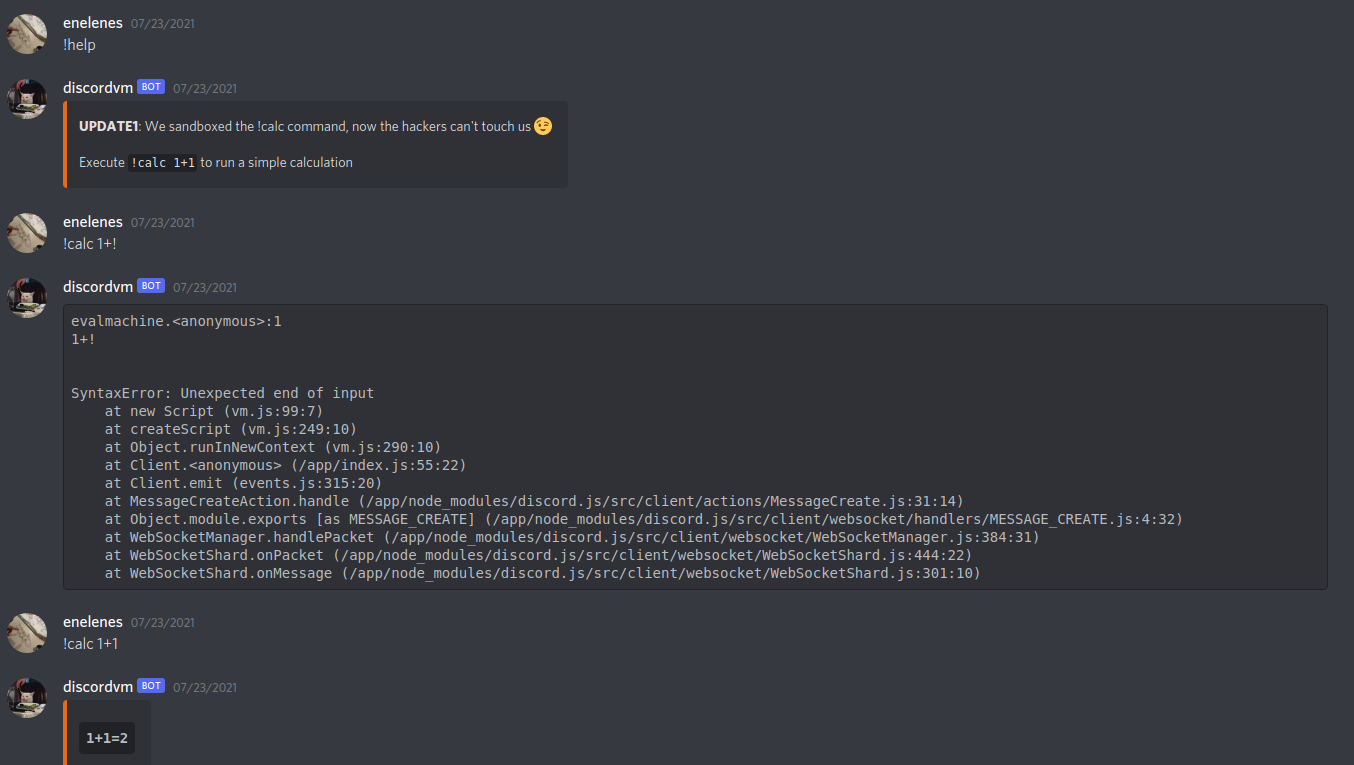 enelenes 07/23/2021
!help
discordvm BOT 07/23/2021
UPDATE1: We sandboxed the !calc command, now the hackers can't touch us 😉
Execute !calc 1+1 to run a simple calculation
enelenes 07/23/2021
!calc 1+!
discordvm BOT 07/23/2021
evalmachine.<anonymous>:1
1+!
SyntaxError: Unexpected end of input
    at new Script (vm.js:99:7)
    at createScript (vm.js:249:10)
    at Object.runInNewContext (vm.js:290:10)
    at Client.<anonymous> (/app/index.js:55:22)
    at Client.emit (events.js:315:20)
    at MessageCreateAction.handle (/app/node_modules/discord.js/src/client/actions/MessageCreate.js:31:14)
    at Object.module.exports [as MESSAGE_CREATE] (/app/node_modules/discord.js/src/client/websocket/handlers/MESSAGE_CREATE.js:4:32)
    at WebSocketManager.handlePacket (/app/node_modules/discord.js/src/client/websocket/WebSocketManager.js:384:31)
    at WebSocketShard.onPacket (/app/node_modules/discord.js/src/client/websocket/WebSocketShard.js:444:22)
    at WebSocketShard.onMessage (/app/node_modules/discord.js/src/client/websocket/WebSocketShard.js:301:10)
enelenes 07/23/2021
!calc 1+1
discordvm BOT 07/23/2021
1+1=2